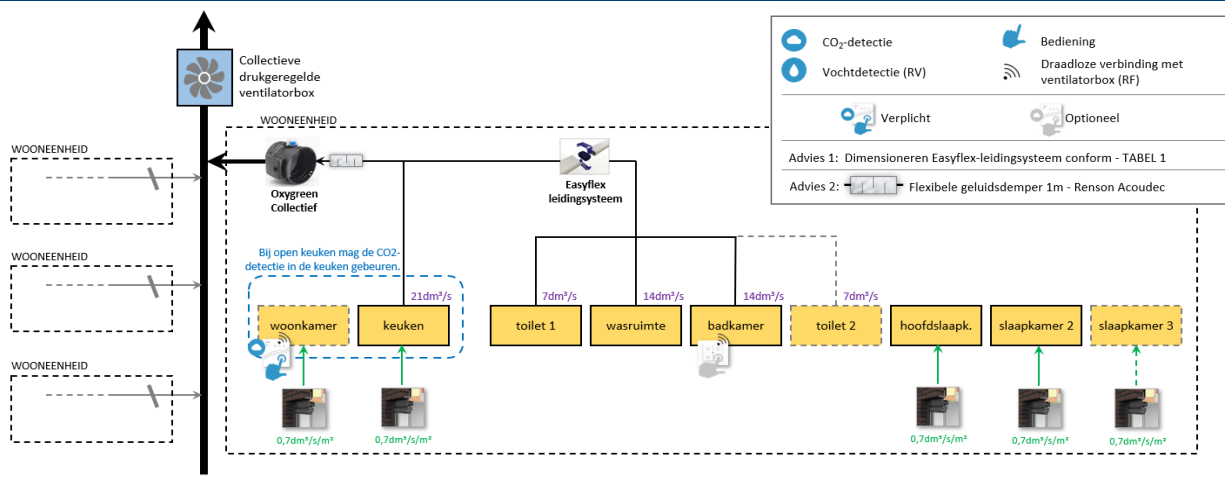 Collectieve
drukgeregelde
ventilatorbox
CO₂-detectie
Bediening
Vochtdetectie (RV)
Draadloze verbinding met
ventilatorbox (RF)
Verplicht
Optioneel
Advies 1: Dimensioneren Easyflex-leidingsysteem conform - TABEL 1
Advies 2:
Flexibele geluidsdemper 1m - Renson Acoudec
WOONEENHEID
WOONEENHEID
WOONEENHEID
WOONEENHEID
Oxygreen
Collectief
Easyflex
leidingsysteem
Bij open keuken mag de CO2-
detectie in de keuken gebeuren.
21dm³/s
7dm³/s
14dm³/s
14dm³/s
7dm³/s
woonkamer
keuken
toilet 1
wasruimte
badkamer
toilet 2
hoofdslaapk.
slaapkamer 2
slaapkamer 3
0,7dm³/s/m²
0,7dm³/s/m²
0,7dm³/s/m²
0,7dm³/s/m²
0,7dm³/s/m²